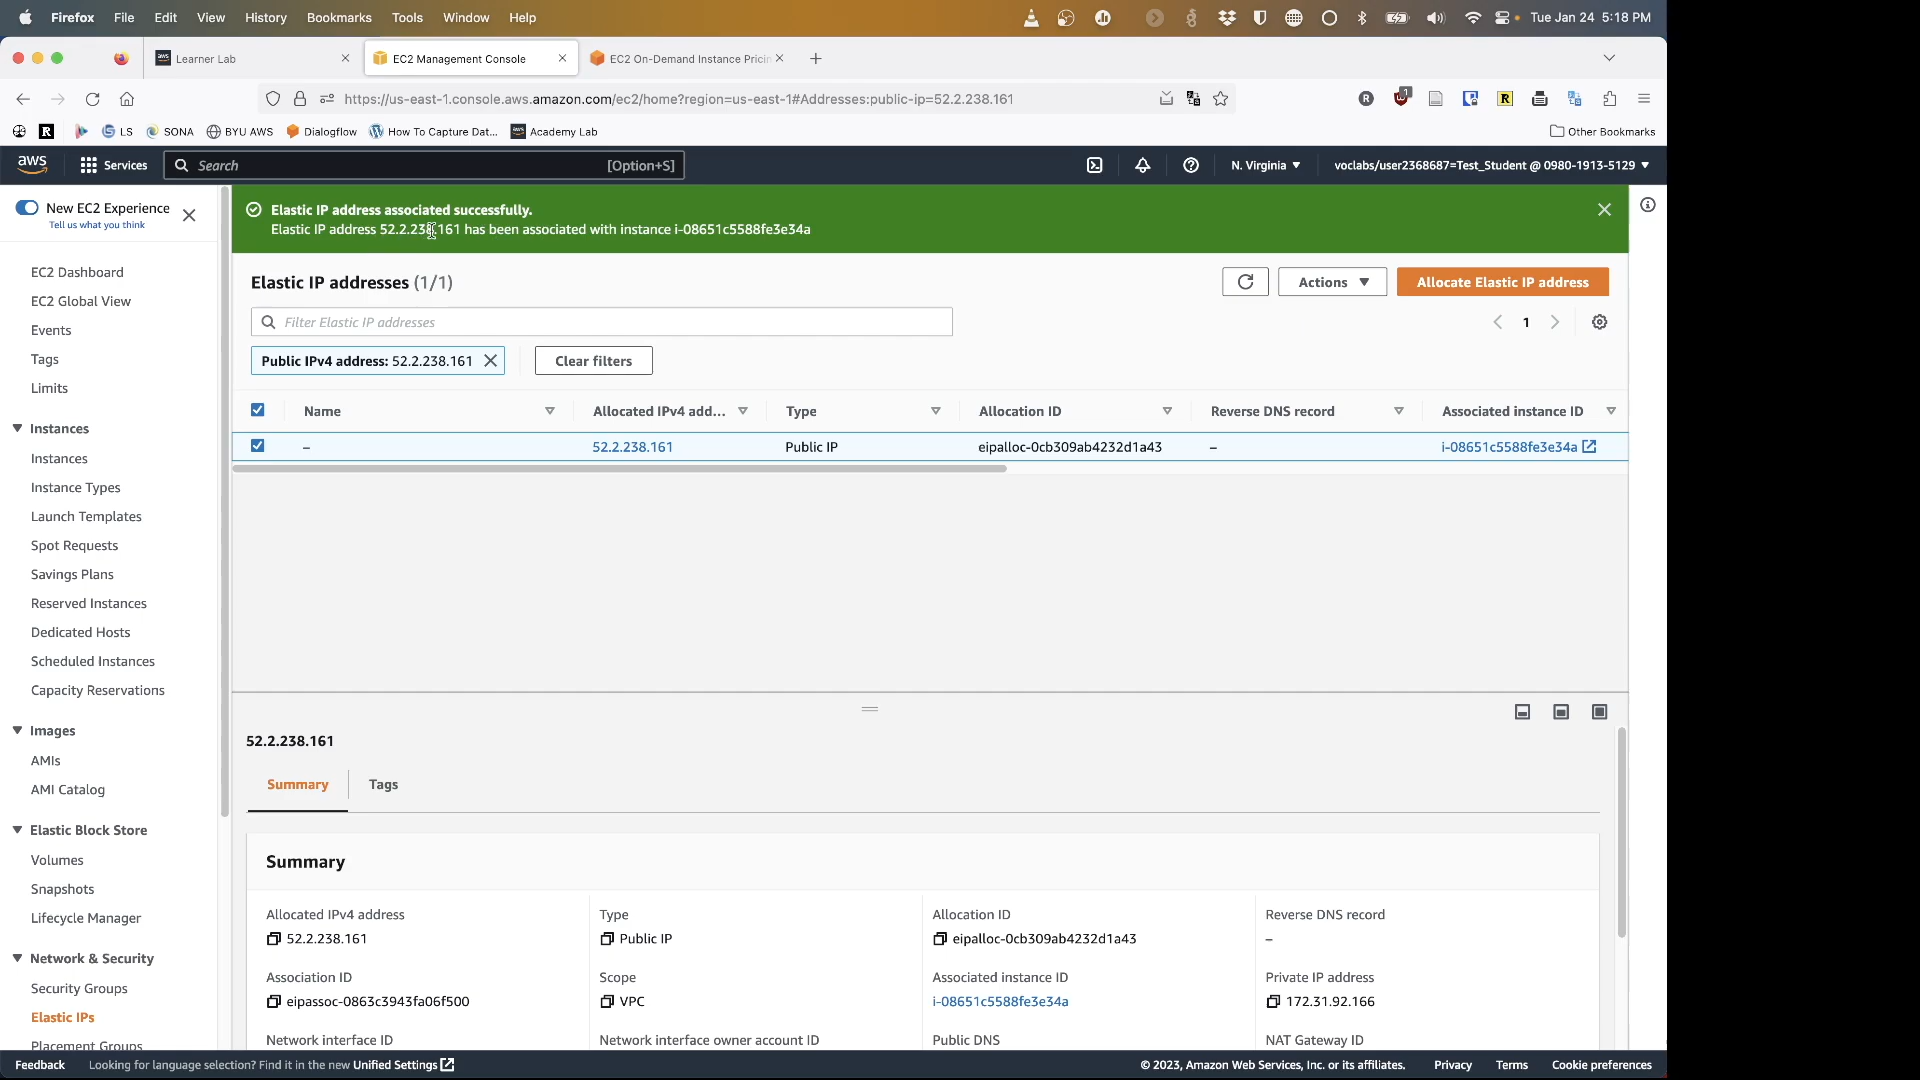 Firefox File Edit View History Bookmarks Tools Window Help Tue Jan 24 5:18 PM
Learner Lab EC2 Management Console EC2 On-Demand Instance Pricin
https://us-east-1.console.aws.amazon.com/ec2/home?region=us-east-1#Addresses:public-ip=52.2.238.161
LS SONA BYU AWS Dialogflow How To Capture Dat... Academy Lab Other Bookmarks
aws Services Search [Option+S] N. Virginia voclabs/user2368687=Test_Student @ 0980-1913-5129
New EC2 Experience
Tell us what you think
EC2 Dashboard
EC2 Global View
Events
Tags
Limits
Instances
Instances
Instance Types
Launch Templates
Spot Requests
Savings Plans
Reserved Instances
Dedicated Hosts
Scheduled Instances
Capacity Reservations
Images
AMIs
AMI Catalog
Elastic Block Store
Volumes
Snapshots
Lifecycle Manager
Network & Security
Security Groups
Elastic IPs
Placement Groups
Elastic IP address associated successfully.
Elastic IP address 52.2.238.161 has been associated with instance i-08651c5588fe3e34a
Elastic IP addresses (1/1) Actions Allocate Elastic IP address
Filter Elastic IP addresses 1
Public IPv4 address: 52.2.238.161 Clear filters
Name Allocated IPv4 add... Type Allocation ID Reverse DNS record Associated instance ID
– 52.2.238.161 Public IP eipalloc-0cb309ab4232d1a43 – i-08651c5588fe3e34a
52.2.238.161
Summary Tags
Summary
Allocated IPv4 address Type Allocation ID Reverse DNS record
52.2.238.161 Public IP eipalloc-0cb309ab4232d1a43 –
Association ID Scope Associated instance ID Private IP address
eipassoc-0863c3943fa06f500 VPC i-08651c5588fe3e34a 172.31.92.166
Network interface ID Network interface owner account ID Public DNS NAT Gateway ID
Feedback Looking for language selection? Find it in the new Unified Settings © 2023, Amazon Web Services, Inc. or its affiliates. Privacy Terms Cookie preferences